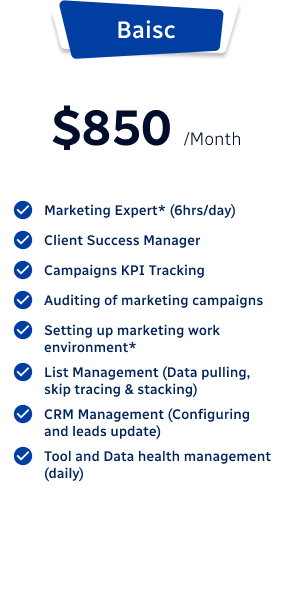 Baisc
$850 /Month
Marketing Expert* (6hrs/day)
Client Success Manager
Campaigns KPI Tracking
Auditing of marketing campaigns
Setting up marketing work
environment*
List Management (Data pulling,
skip tracing & stacking)
CRM Management (Configuring
and leads update)
Tool and Data health management
(daily)